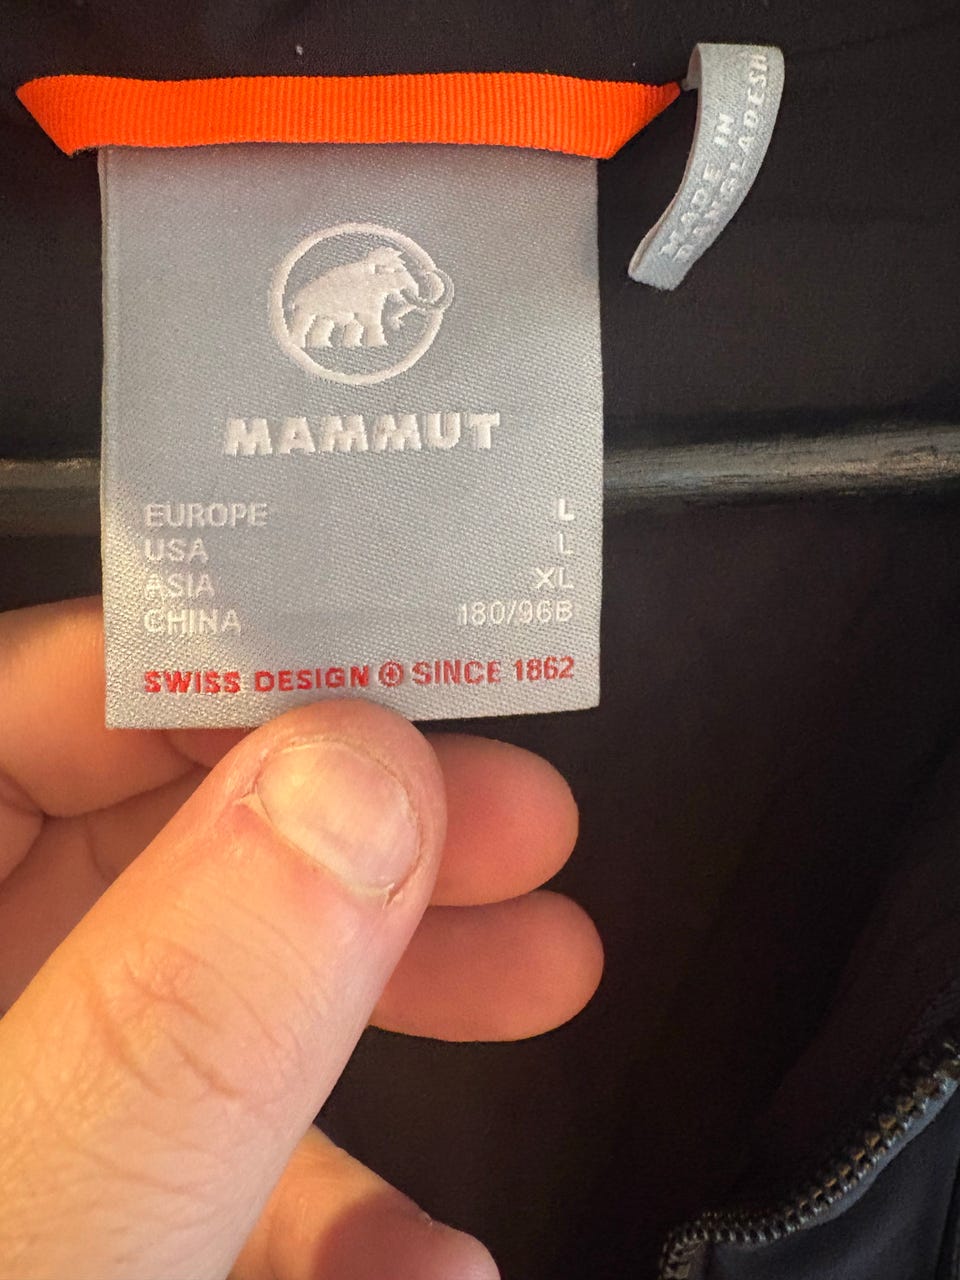 MADE IN
BANGLADESH
MAMMUT
EUROPE L
USA L
ASIA XL
CHINA 180/96B
SWISS DESIGN SINCE 1862